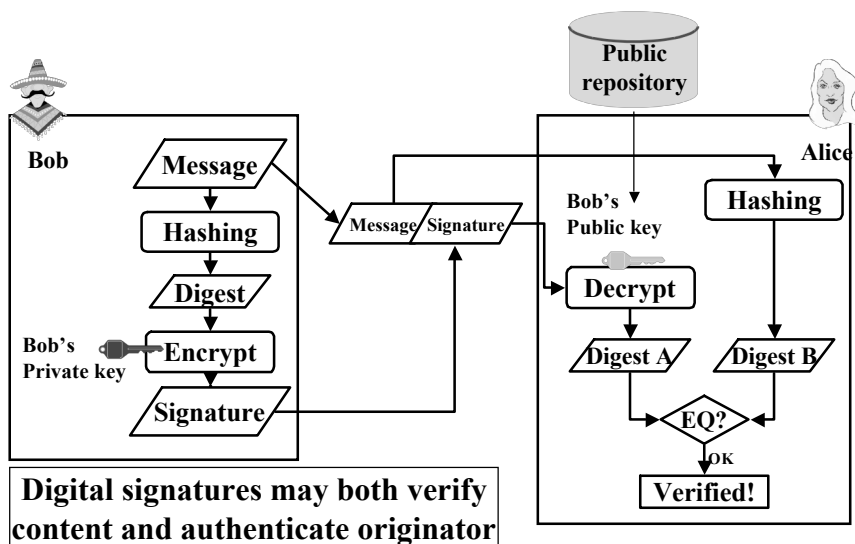 Public
repository
Bob
Message
Hashing
Digest
Bob's
Private key
Encrypt
Signature
Message
Signature
Alice
Bob's
Public key
Hashing
Decrypt
Digest A
Digest B
EQ?
OK
Verified!
Digital signatures may both verify
content and authenticate originator